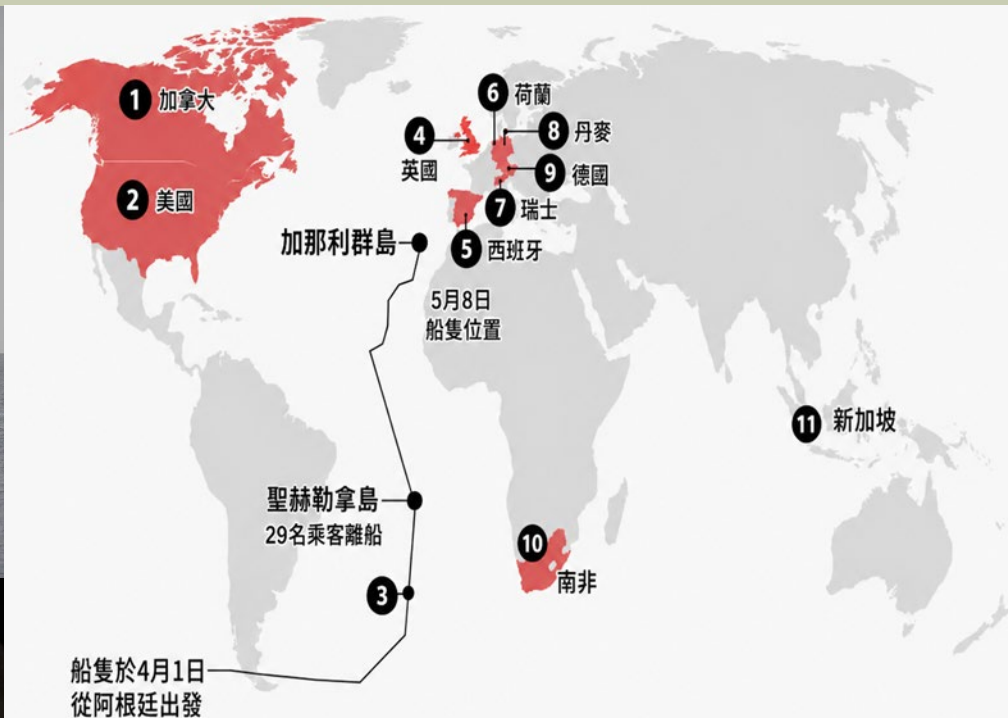 1 加拿大
2 美國
3
4
英國
5 西班牙
6 荷蘭
7 瑞士
8 丹麥
9 德國
10
南非
11 新加坡
加那利群島
5月8日
船隻位置
聖赫勒拿島
29名乘客離船
船隻於4月1日
從阿根廷出發